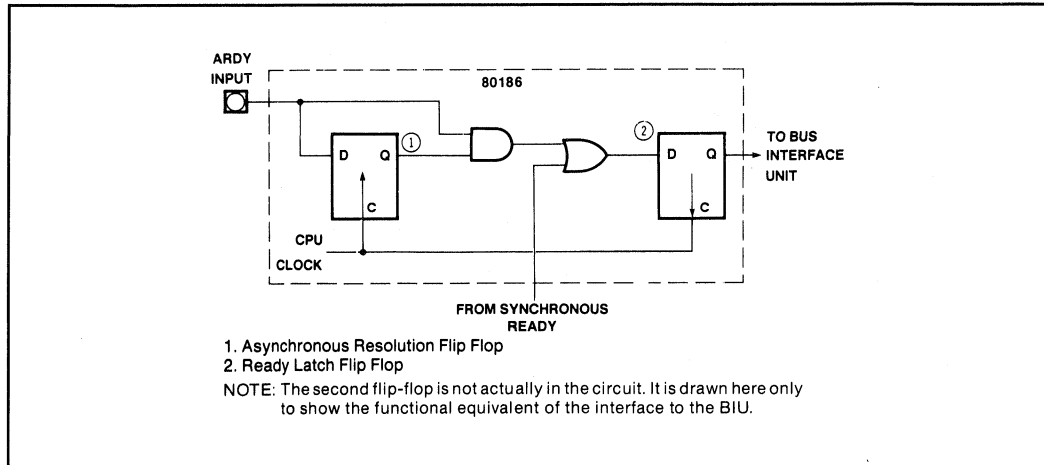 ARDY
INPUT
80186
1
2
D Q
D Q
TO BUS
INTERFACE
UNIT
C
C
CPU
CLOCK
FROM SYNCHRONOUS
READY
1. Asynchronous Resolution Flip Flop
2. Ready Latch Flip Flop
NOTE: The second flip-flop is not actually in the circuit. It is drawn here only
to show the functional equivalent of the interface to the BIU.